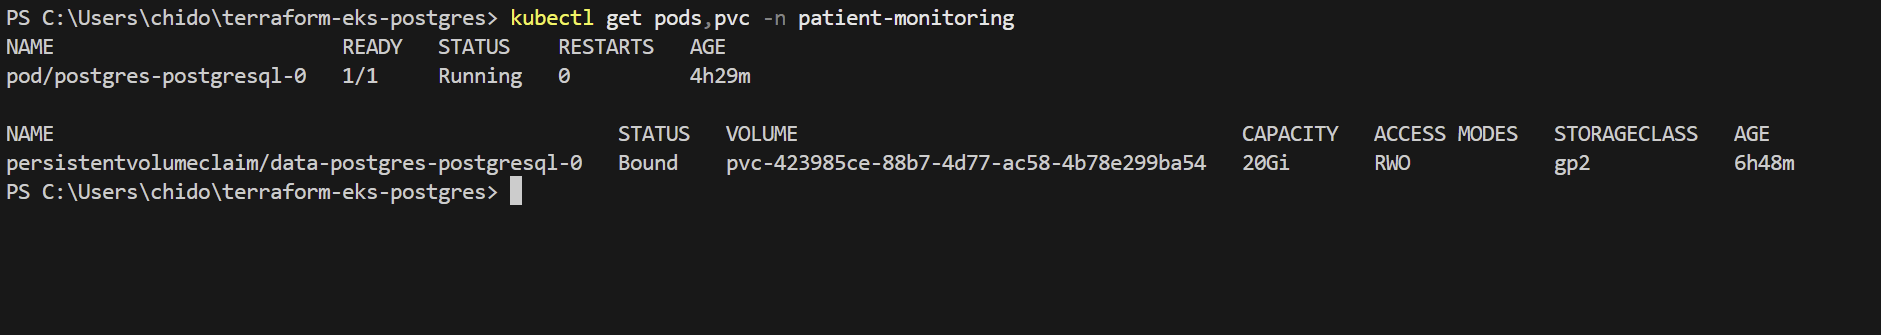 PS C:\Users\chido\terraform-eks-postgres> kubectl get pods,pvc -n patient-monitoring
NAME                        READY   STATUS    RESTARTS   AGE
pod/postgres-postgresql-0   1/1     Running   0          4h29m

NAME                                               STATUS   VOLUME                                     CAPACITY   ACCESS MODES   STORAGECLASS   AGE
persistentvolumeclaim/data-postgres-postgresql-0   Bound    pvc-423985ce-88b7-4d77-ac58-4b78e299ba54   20Gi       RWO            gp2            6h48m
PS C:\Users\chido\terraform-eks-postgres>